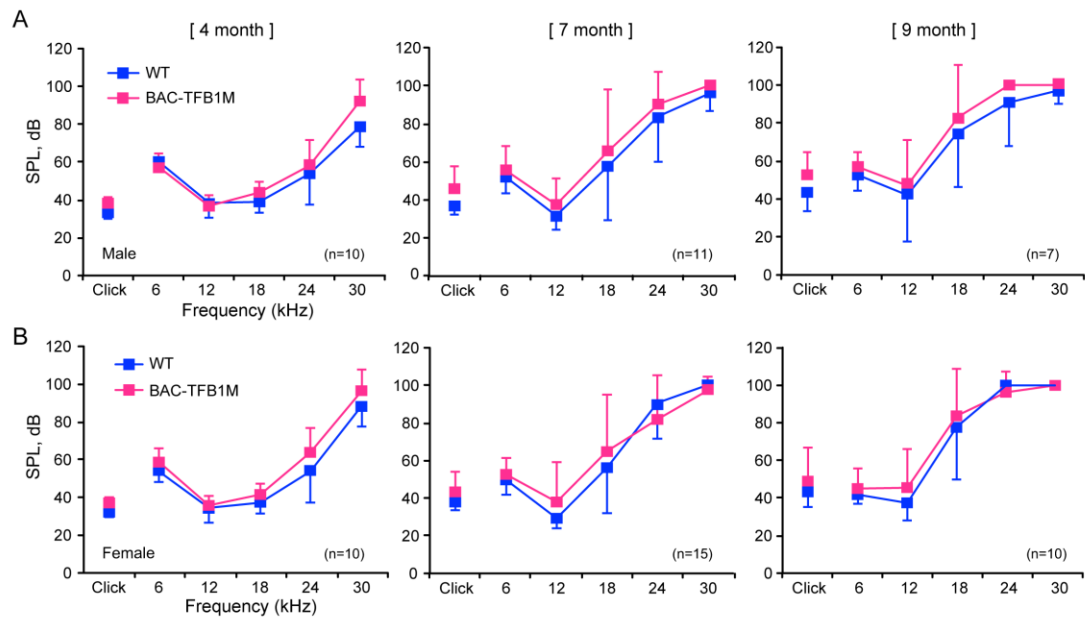 A
[ 4 month ]
[ 7 month ]
[ 9 month ]
120
100
80
60
40
20
0
SPL, dB
WT
BAC-TFB1M
Male
(n=10)
Click 6 12 18 24 30
Frequency (kHz)
120
100
80
60
40
20
0
(n=11)
Click 6 12 18 24 30
120
100
80
60
40
20
0
(n=7)
Click 6 12 18 24 30
B
120
100
80
60
40
20
0
SPL, dB
WT
BAC-TFB1M
Female
(n=10)
Click 6 12 18 24 30
Frequency (kHz)
120
100
80
60
40
20
0
(n=15)
Click 6 12 18 24 30
120
100
80
60
40
20
0
(n=10)
Click 6 12 18 24 30